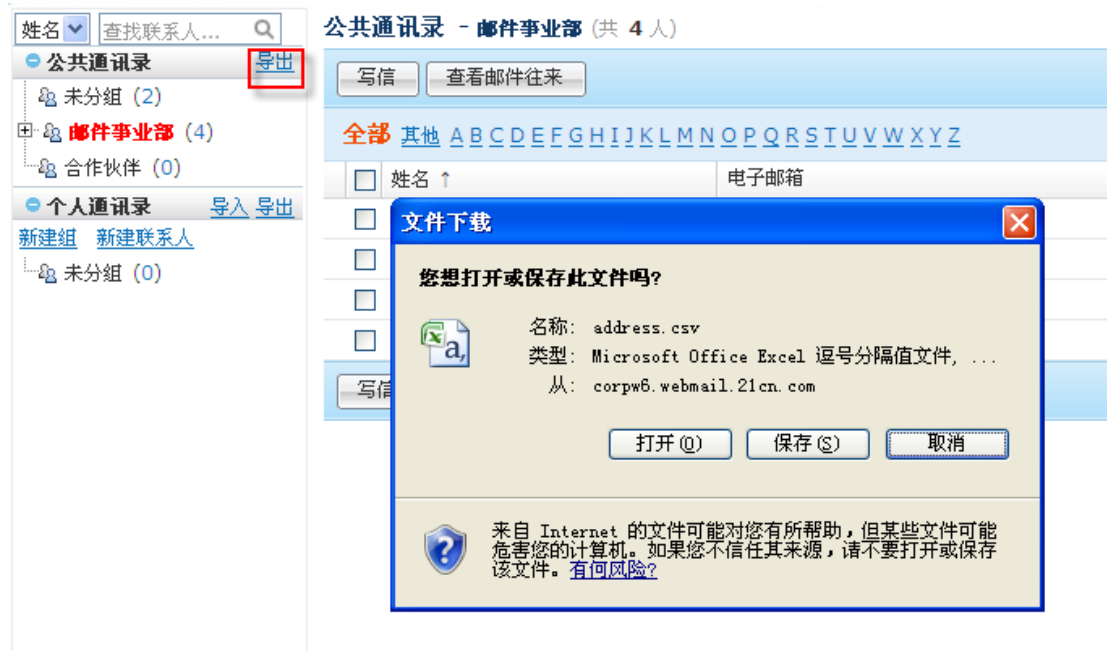 姓名 查找联系人...
公共通讯录 导出
未分组 (2)
邮件事业部 (4)
合作伙伴 (0)
个人通讯录 导入 导出
新建组 新建联系人
未分组 (0)
公共通讯录 - 邮件事业部 (共 4 人)
写信 查看邮件往来
全部 其他 A B C D E F G H I J K L M N O P Q R S T U V W X Y Z
姓名 ↑ 电子邮箱
写信
文件下载
您想打开或保存此文件吗?
名称: address.csv
类型: Microsoft Office Excel 逗号分隔值文件, ...
从: corpw6.webmail.21cn.com
打开(O) 保存(S) 取消
来自 Internet 的文件可能对您有所帮助,但某些文件可能
危害您的计算机。如果您不信任其来源,请不要打开或保存
该文件。有何风险?